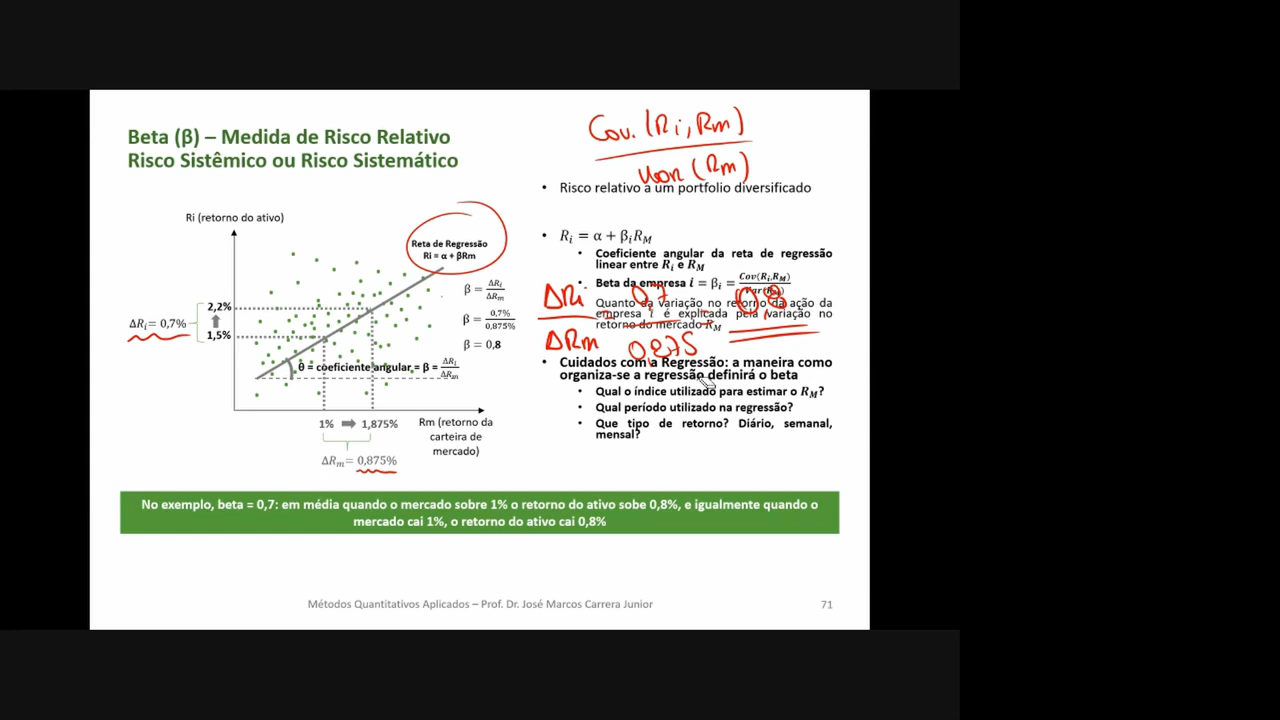 Beta (β) – Medida de Risco Relativo
Risco Sistêmico ou Risco Sistemático
Cov. (Ri, Rm)
Var (Rm)
Ri (retorno do ativo)
Reta de Regressão
Ri = α + βRm
β = ΔRi/ΔRm
β = 0,7%/0,875%
β = 0,8
2,2%
ΔRi = 0,7%
1,5%
θ = coeficiente angular = β = ΔRi/ΔRm
1% 1,875%
Rm (retorno da
carteira de
mercado)
ΔRm= 0,875%
• Risco relativo a um portfolio diversificado
• Ri = α + βiRM
• Coeficiente angular da reta de regressão
linear entre Ri e RM
• Beta da empresa i = βi = Cov(Ri,RM)/Var(RM)
Quanto da variação no retorno da ação da
empresa i é explicada pela variação no
retorno do mercado RM
ΔRi = 0,7 = 0,8
ΔRm 0,875
• Cuidados com a Regressão: a maneira como
organiza-se a regressão definirá o beta
• Qual o índice utilizado para estimar o RM?
• Qual período utilizado na regressão?
• Que tipo de retorno? Diário, semanal,
mensal?
No exemplo, beta = 0,7: em média quando o mercado sobre 1% o retorno do ativo sobe 0,8%, e igualmente quando o
mercado cai 1%, o retorno do ativo cai 0,8%
Métodos Quantitativos Aplicados – Prof. Dr. José Marcos Carrera Junior
71